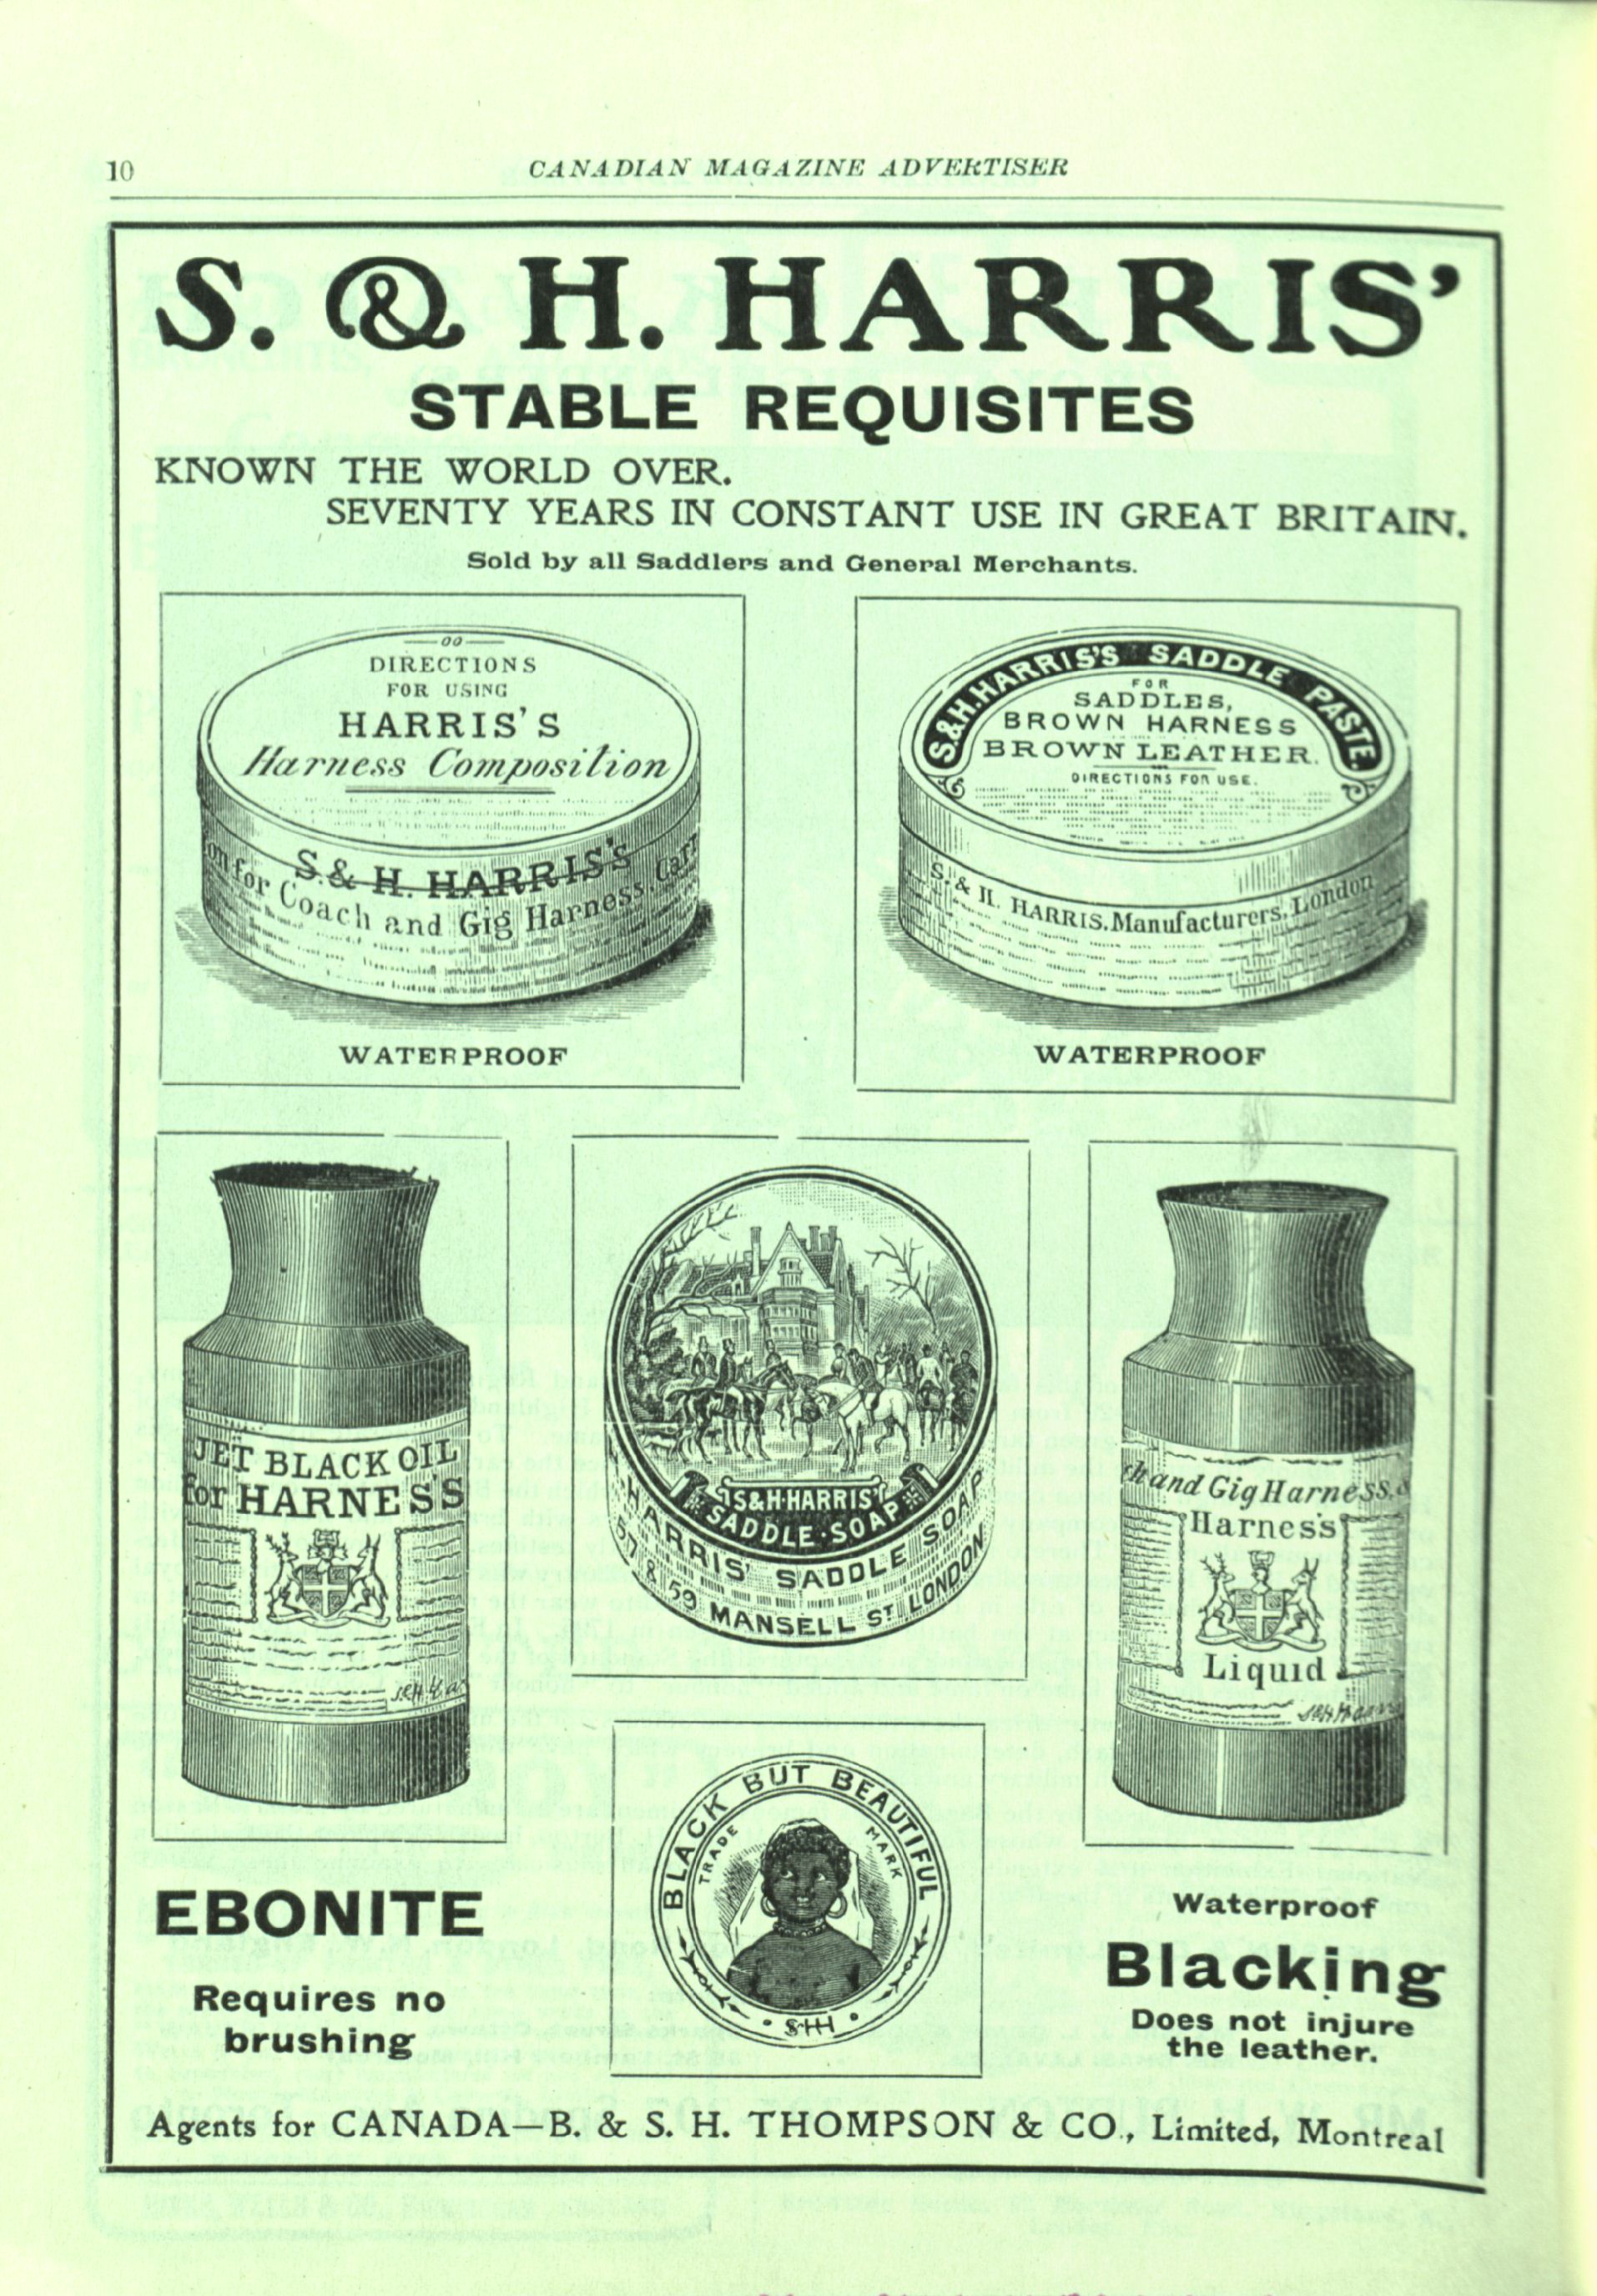 10
CANADIAN MAGAZINE ADVERTISER
S. & H. HARRIS'
STABLE REQUISITES
KNOWN THE WORLD OVER.
SEVENTY YEARS IN CONSTANT USE IN GREAT BRITAIN.
Sold by all Saddlers and General Merchants.
DIRECTIONS
FOR USING
HARRIS'S
Harness Composition
S. & H. HARRIS'S
on for Coach and Gig Harness. Carr
WATERPROOF
S.&H.HARRIS'S SADDLE PASTE.
FOR
SADDLES,
BROWN HARNESS
BROWN LEATHER.
DIRECTIONS FOR USE.
S. & H. HARRIS. Manufacturers. London
WATERPROOF
JET BLACK OIL
for HARNESS
EBONITE
Requires no
brushing
S&H·HARRIS'
SADDLE·SOAP
HARRIS' SADDLE SOAP
57 & 59 MANSELL ST LONDON
BLACK BUT BEAUTIFUL
TRADE MARK
S H H
th and Gig Harness. &
Harness
Liquid
Waterproof
Blacking
Does not injure
the leather.
Agents for CANADA—B. & S. H. THOMPSON & CO., Limited, Montreal